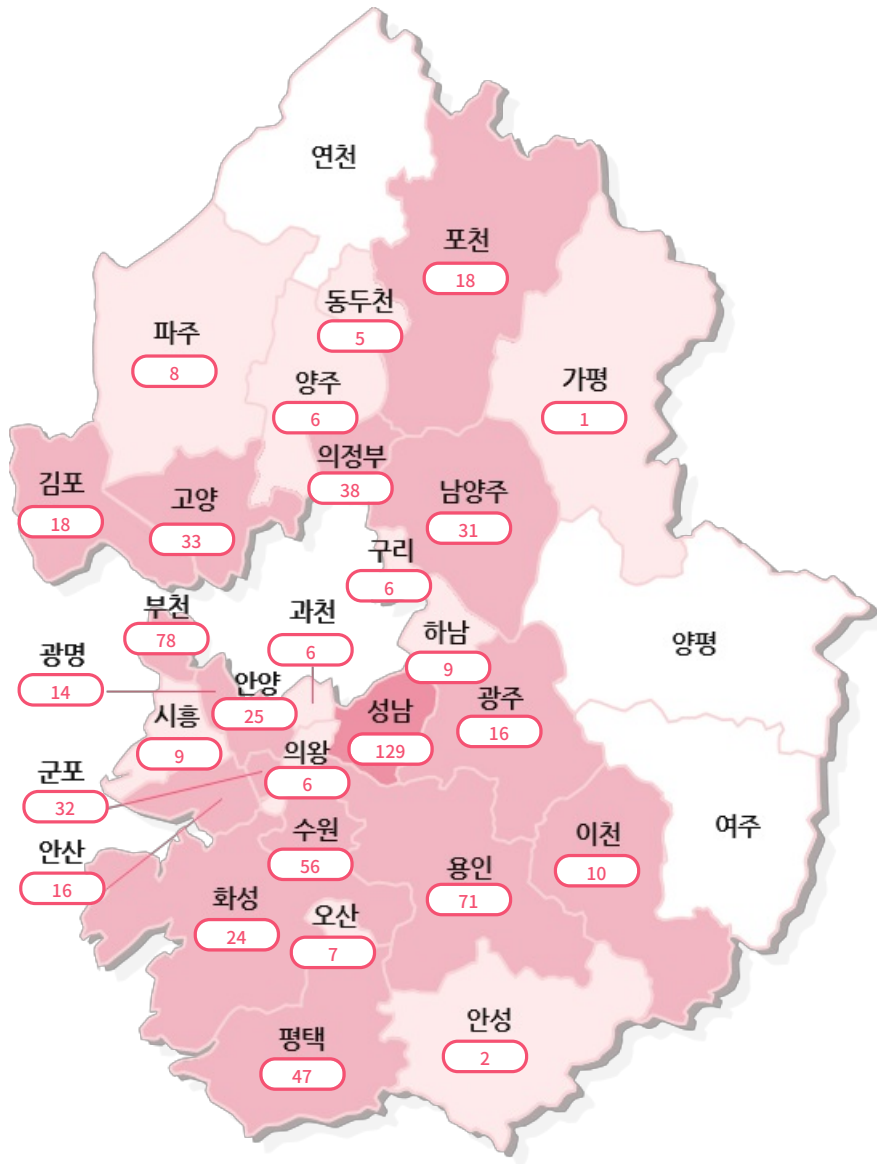 연천
포천
18
동두천
5
파주
8
양주
6
가평
1
의정부
38
김포
18
고양
33
남양주
31
구리
6
부천
78
과천
6
하남
9
양평
광명
14
안양
25
성남
129
광주
16
시흥
9
의왕
6
군포
32
수원
56
이천
10
여주
안산
16
화성
24
오산
7
용인
71
안성
2
평택
47